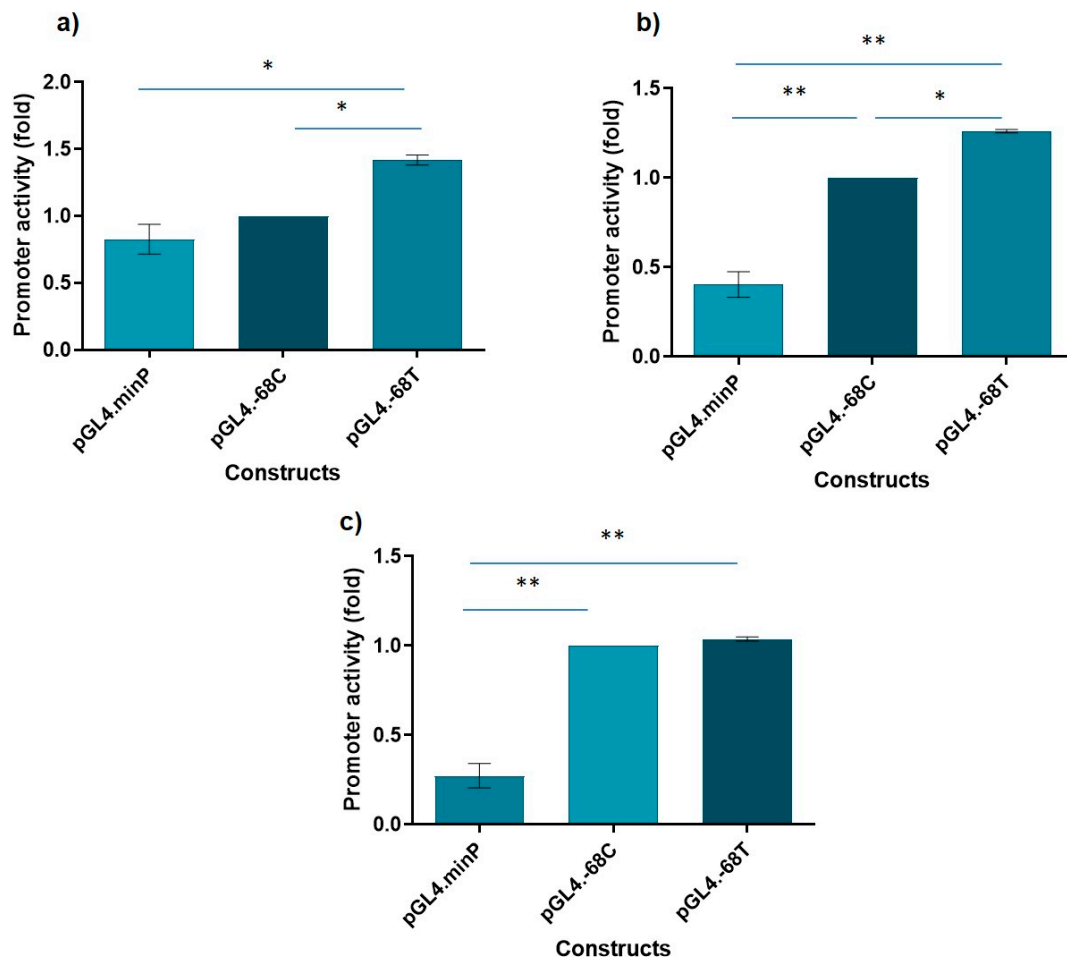 a)
*
*
2.0
1.5
1.0
0.5
0.0
Promoter activity (fold)
pGL4.minP
pGL4.-68C
pGL4.-68T
Constructs
b)
**
**
*
1.5
1.0
0.5
0.0
Promoter activity (fold)
pGL4.minP
pGL4.-68C
pGL4.-68T
Constructs
c)
**
**
1.5
1.0
0.5
0.0
Promoter activity (fold)
pGL4.minP
pGL4.-68C
pGL4.-68T
Constructs